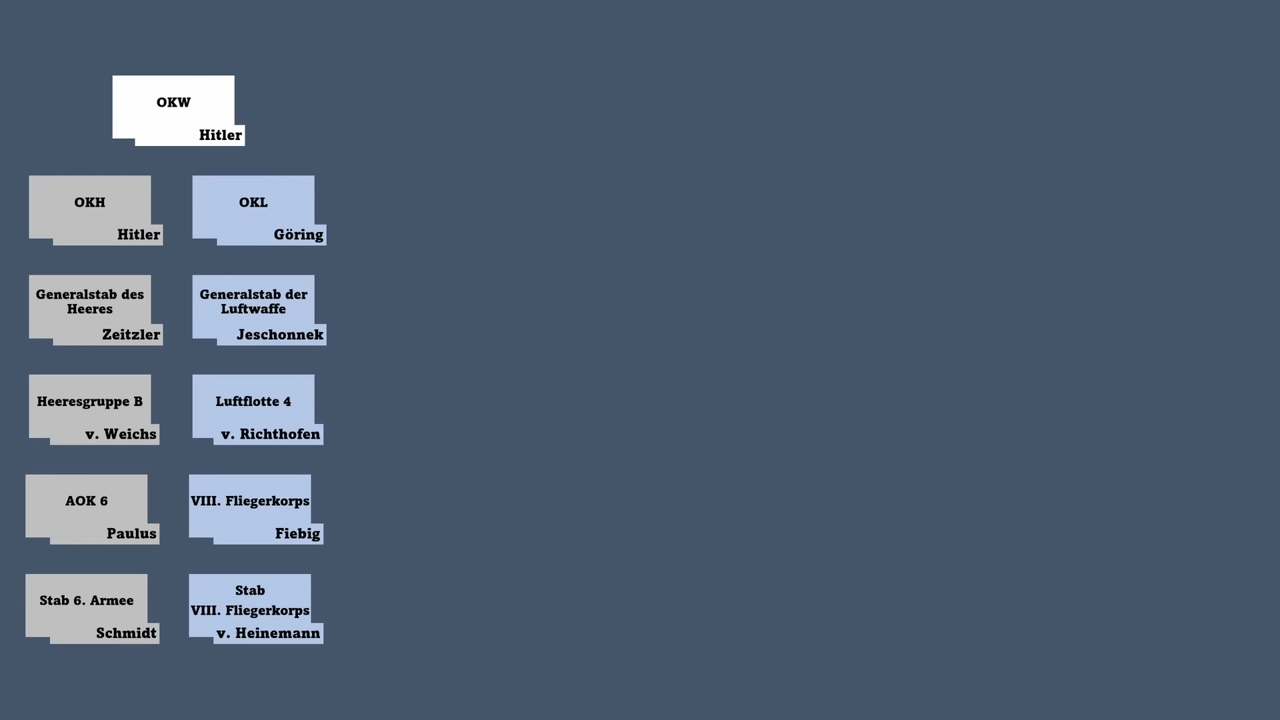 OKW
Hitler
OKH
Hitler
OKL
Göring
Generalstab des
Heeres
Zeitzler
Generalstab der
Luftwaffe
Jeschonnek
Heeresgruppe B
v. Weichs
Luftflotte 4
v. Richthofen
AOK 6
Paulus
VIII. Fliegerkorps
Fiebig
Stab 6. Armee
Schmidt
Stab
VIII. Fliegerkorps
v. Heinemann